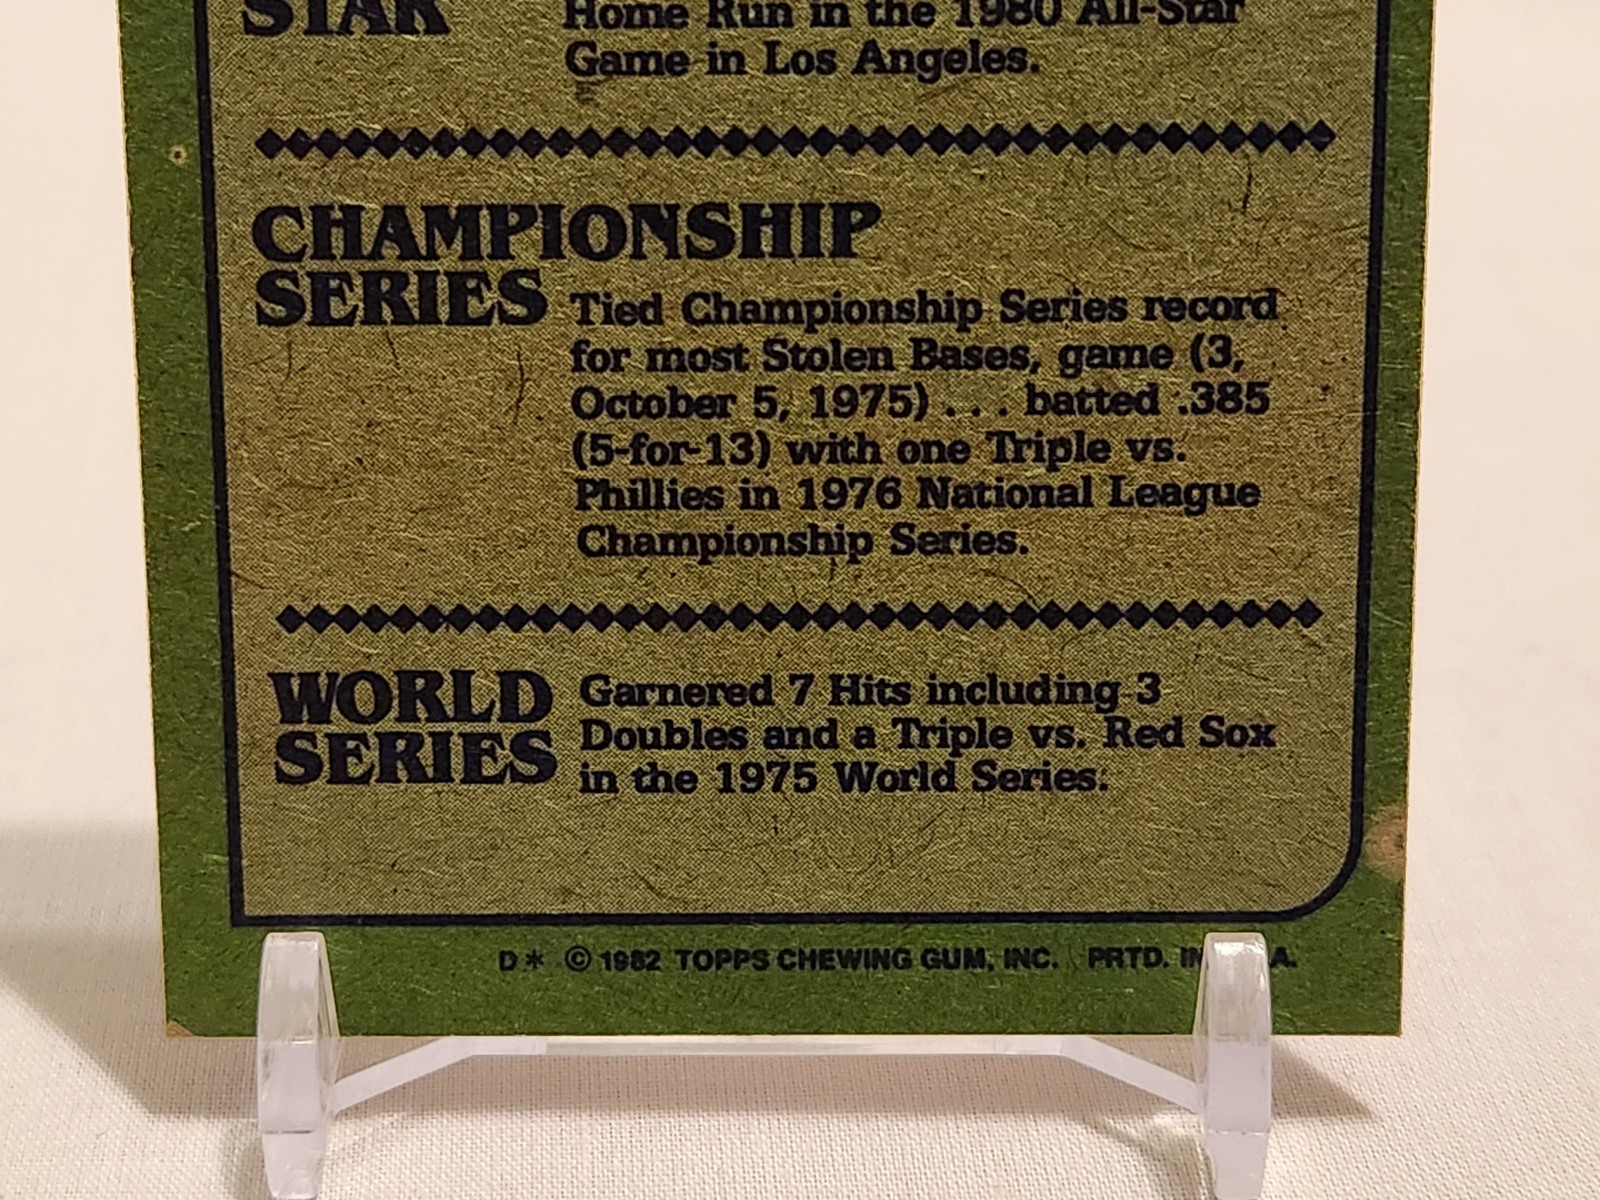 STAR
Home Run in the 1980 All-Star
Game in Los Angeles.
CHAMPIONSHIP
SERIES
Tied Championship Series record
for most Stolen Bases, game (3,
October 5, 1975) . . . batted .385
(5-for-13) with one Triple vs.
Phillies in 1976 National League
Championship Series.
WORLD
SERIES
Garnered 7 Hits including 3
Doubles and a Triple vs. Red Sox
in the 1975 World Series.
D* © 1982 TOPPS CHEWING GUM, INC. PRTD. IN A.